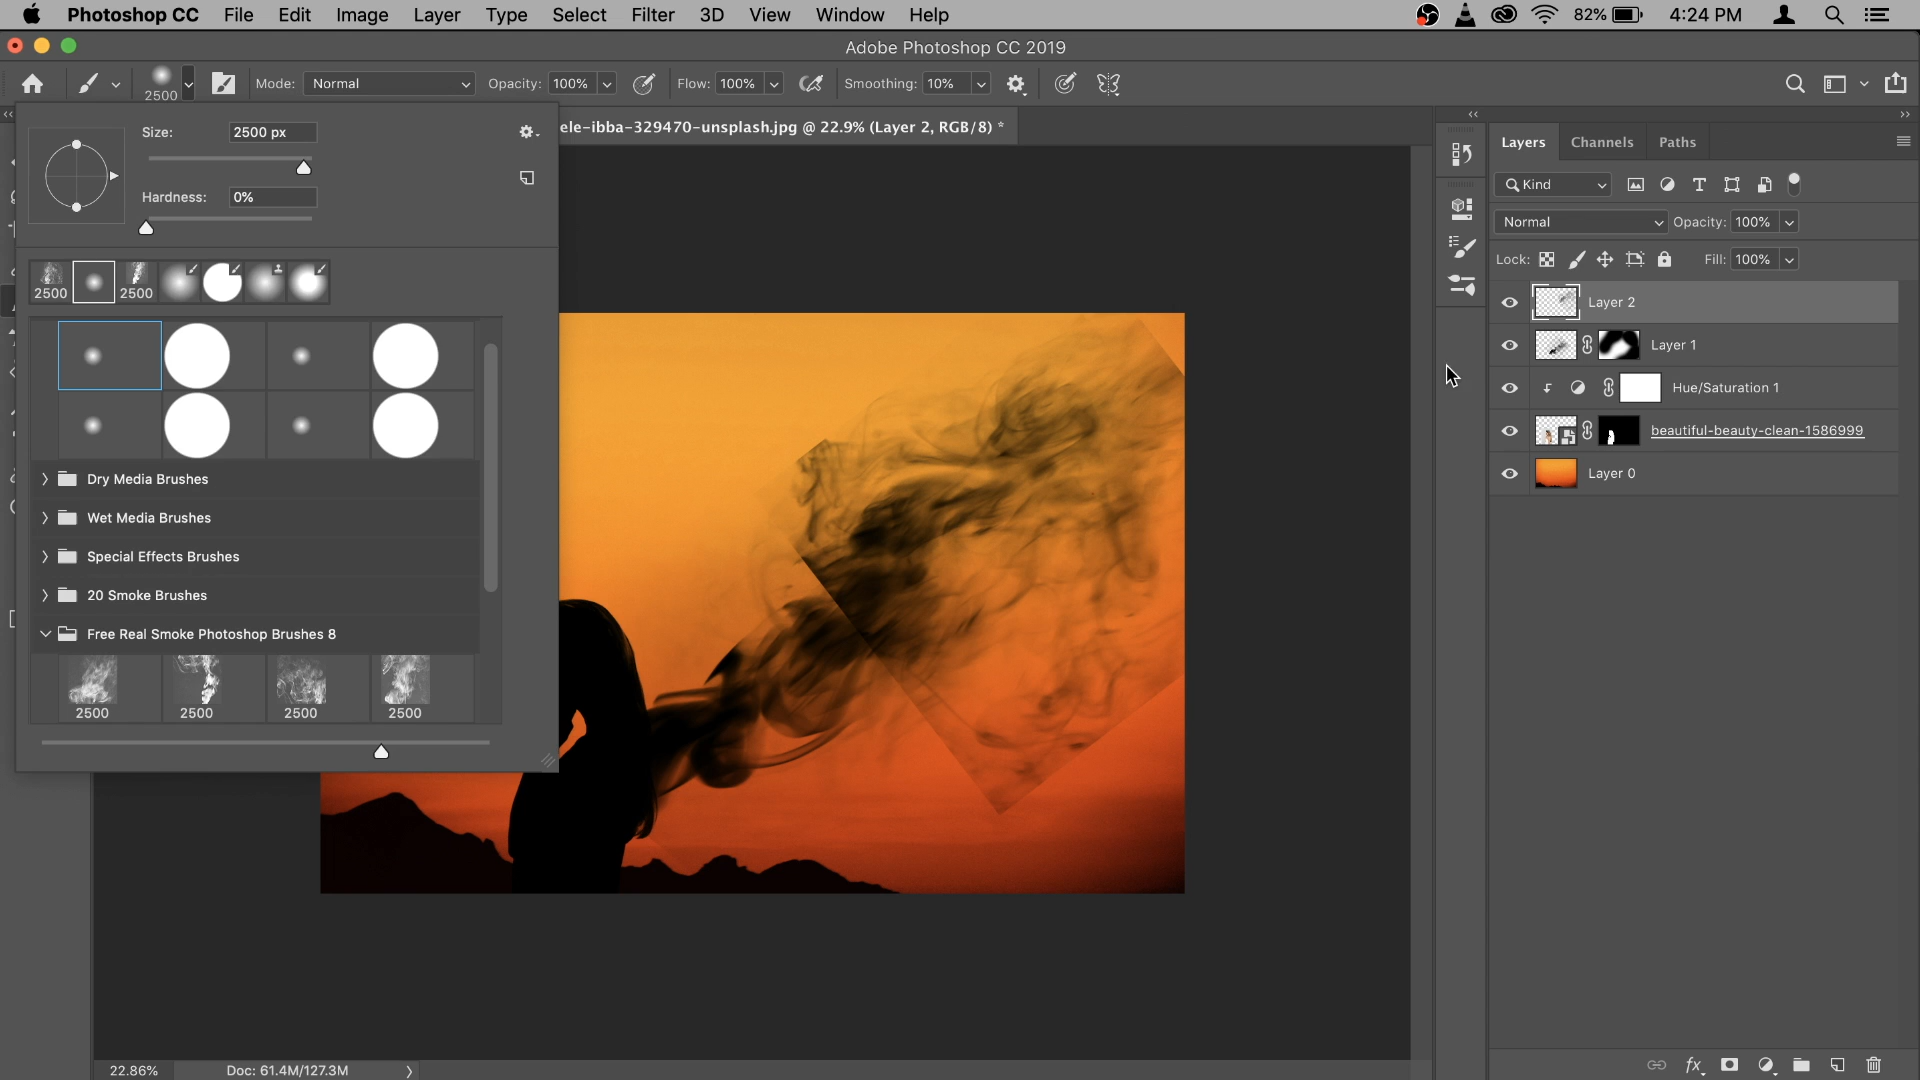 Photoshop CC File Edit Image Layer Type Select Filter 3D View Window Help 82% 4:24 PM
Adobe Photoshop CC 2019
2500 Mode: Normal Opacity: 100% Flow: 100% Smoothing: 10%
ele-ibba-329470-unsplash.jpg @ 22.9% (Layer 2, RGB/8) *
Size: 2500 px
Hardness: 0%
2500 2500
Dry Media Brushes
Wet Media Brushes
Special Effects Brushes
20 Smoke Brushes
Free Real Smoke Photoshop Brushes 8
2500 2500 2500 2500
Layers Channels Paths
Kind
Normal Opacity: 100%
Lock: Fill: 100%
Layer 2
Layer 1
Hue/Saturation 1
beautiful-beauty-clean-1586999
Layer 0
fx
22.86% Doc: 61.4M/127.3M